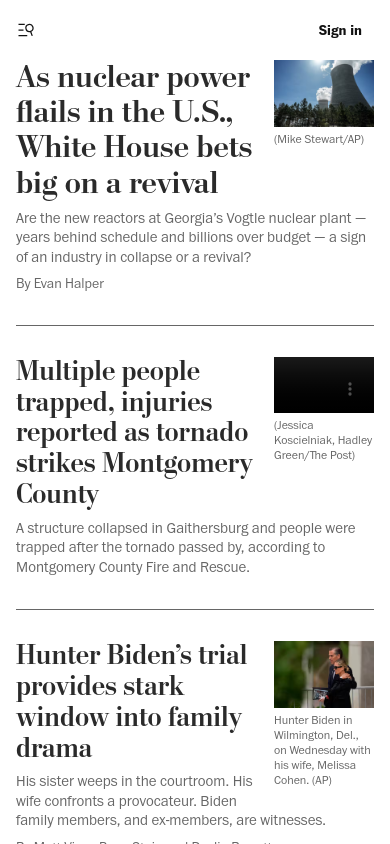 Sign in
As nuclear power
flails in the U.S.,
White House bets
big on a revival
(Mike Stewart/AP)
Are the new reactors at Georgia’s Vogtle nuclear plant —
years behind schedule and billions over budget — a sign
of an industry in collapse or a revival?
By Evan Halper
Multiple people
trapped, injuries
reported as tornado
strikes Montgomery
County
(Jessica
Koscielniak, Hadley
Green/The Post)
A structure collapsed in Gaithersburg and people were
trapped after the tornado passed by, according to
Montgomery County Fire and Rescue.
Hunter Biden’s trial
provides stark
window into family
drama
Hunter Biden in
Wilmington, Del.,
on Wednesday with
his wife, Melissa
Cohen. (AP)
His sister weeps in the courtroom. His
wife confronts a provocateur. Biden
family members, and ex-members, are witnesses.